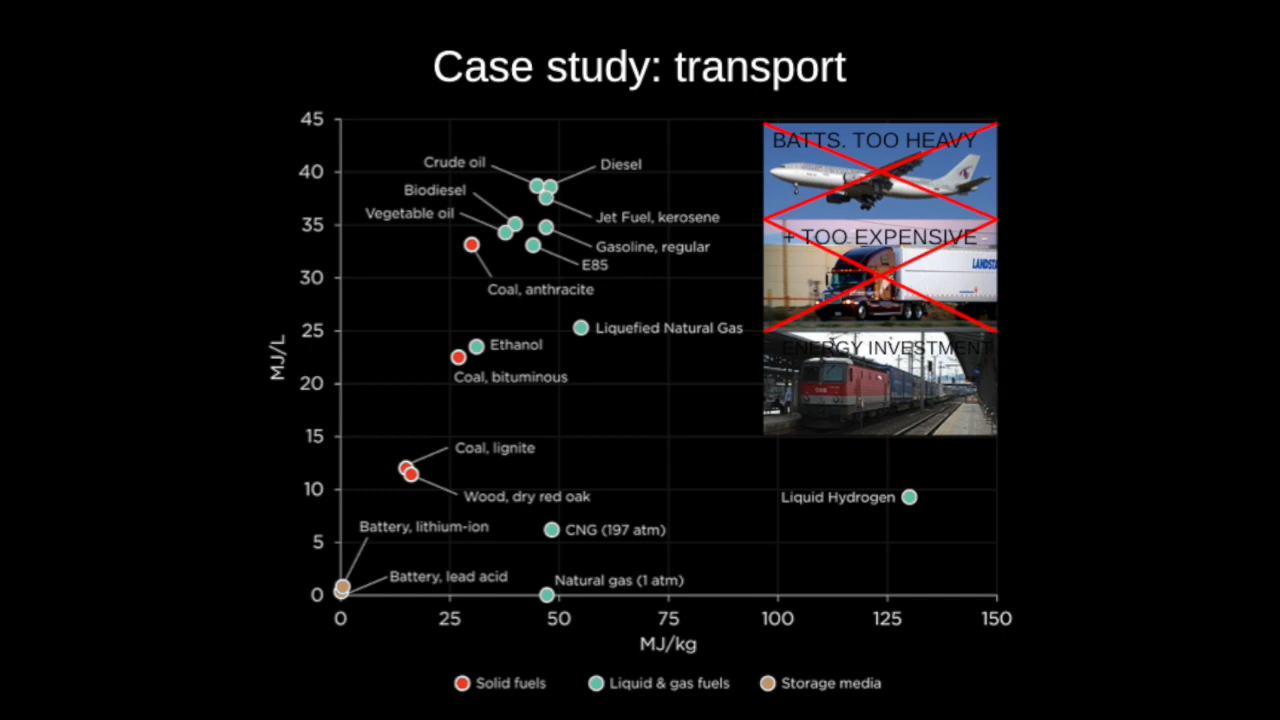 Case study: transport
45
40
35
30
25
20
15
10
5
0
MJ/L
Crude oil
Diesel
Biodiesel
Vegetable oil
Jet Fuel, kerosene
Gasoline, regular
E85
Coal, anthracite
Liquefied Natural Gas
Ethanol
Coal, bituminous
Coal, lignite
Wood, dry red oak
Liquid Hydrogen
Battery, lithium-ion
CNG (197 atm)
Battery, lead acid
Natural gas (1 atm)
BATTS. TOO HEAVY
+ TOO EXPENSIVE
LANDSTA
ENERGY INVESTMENT
0 25 50 75 100 125 150
MJ/kg
Solid fuels Liquid & gas fuels Storage media